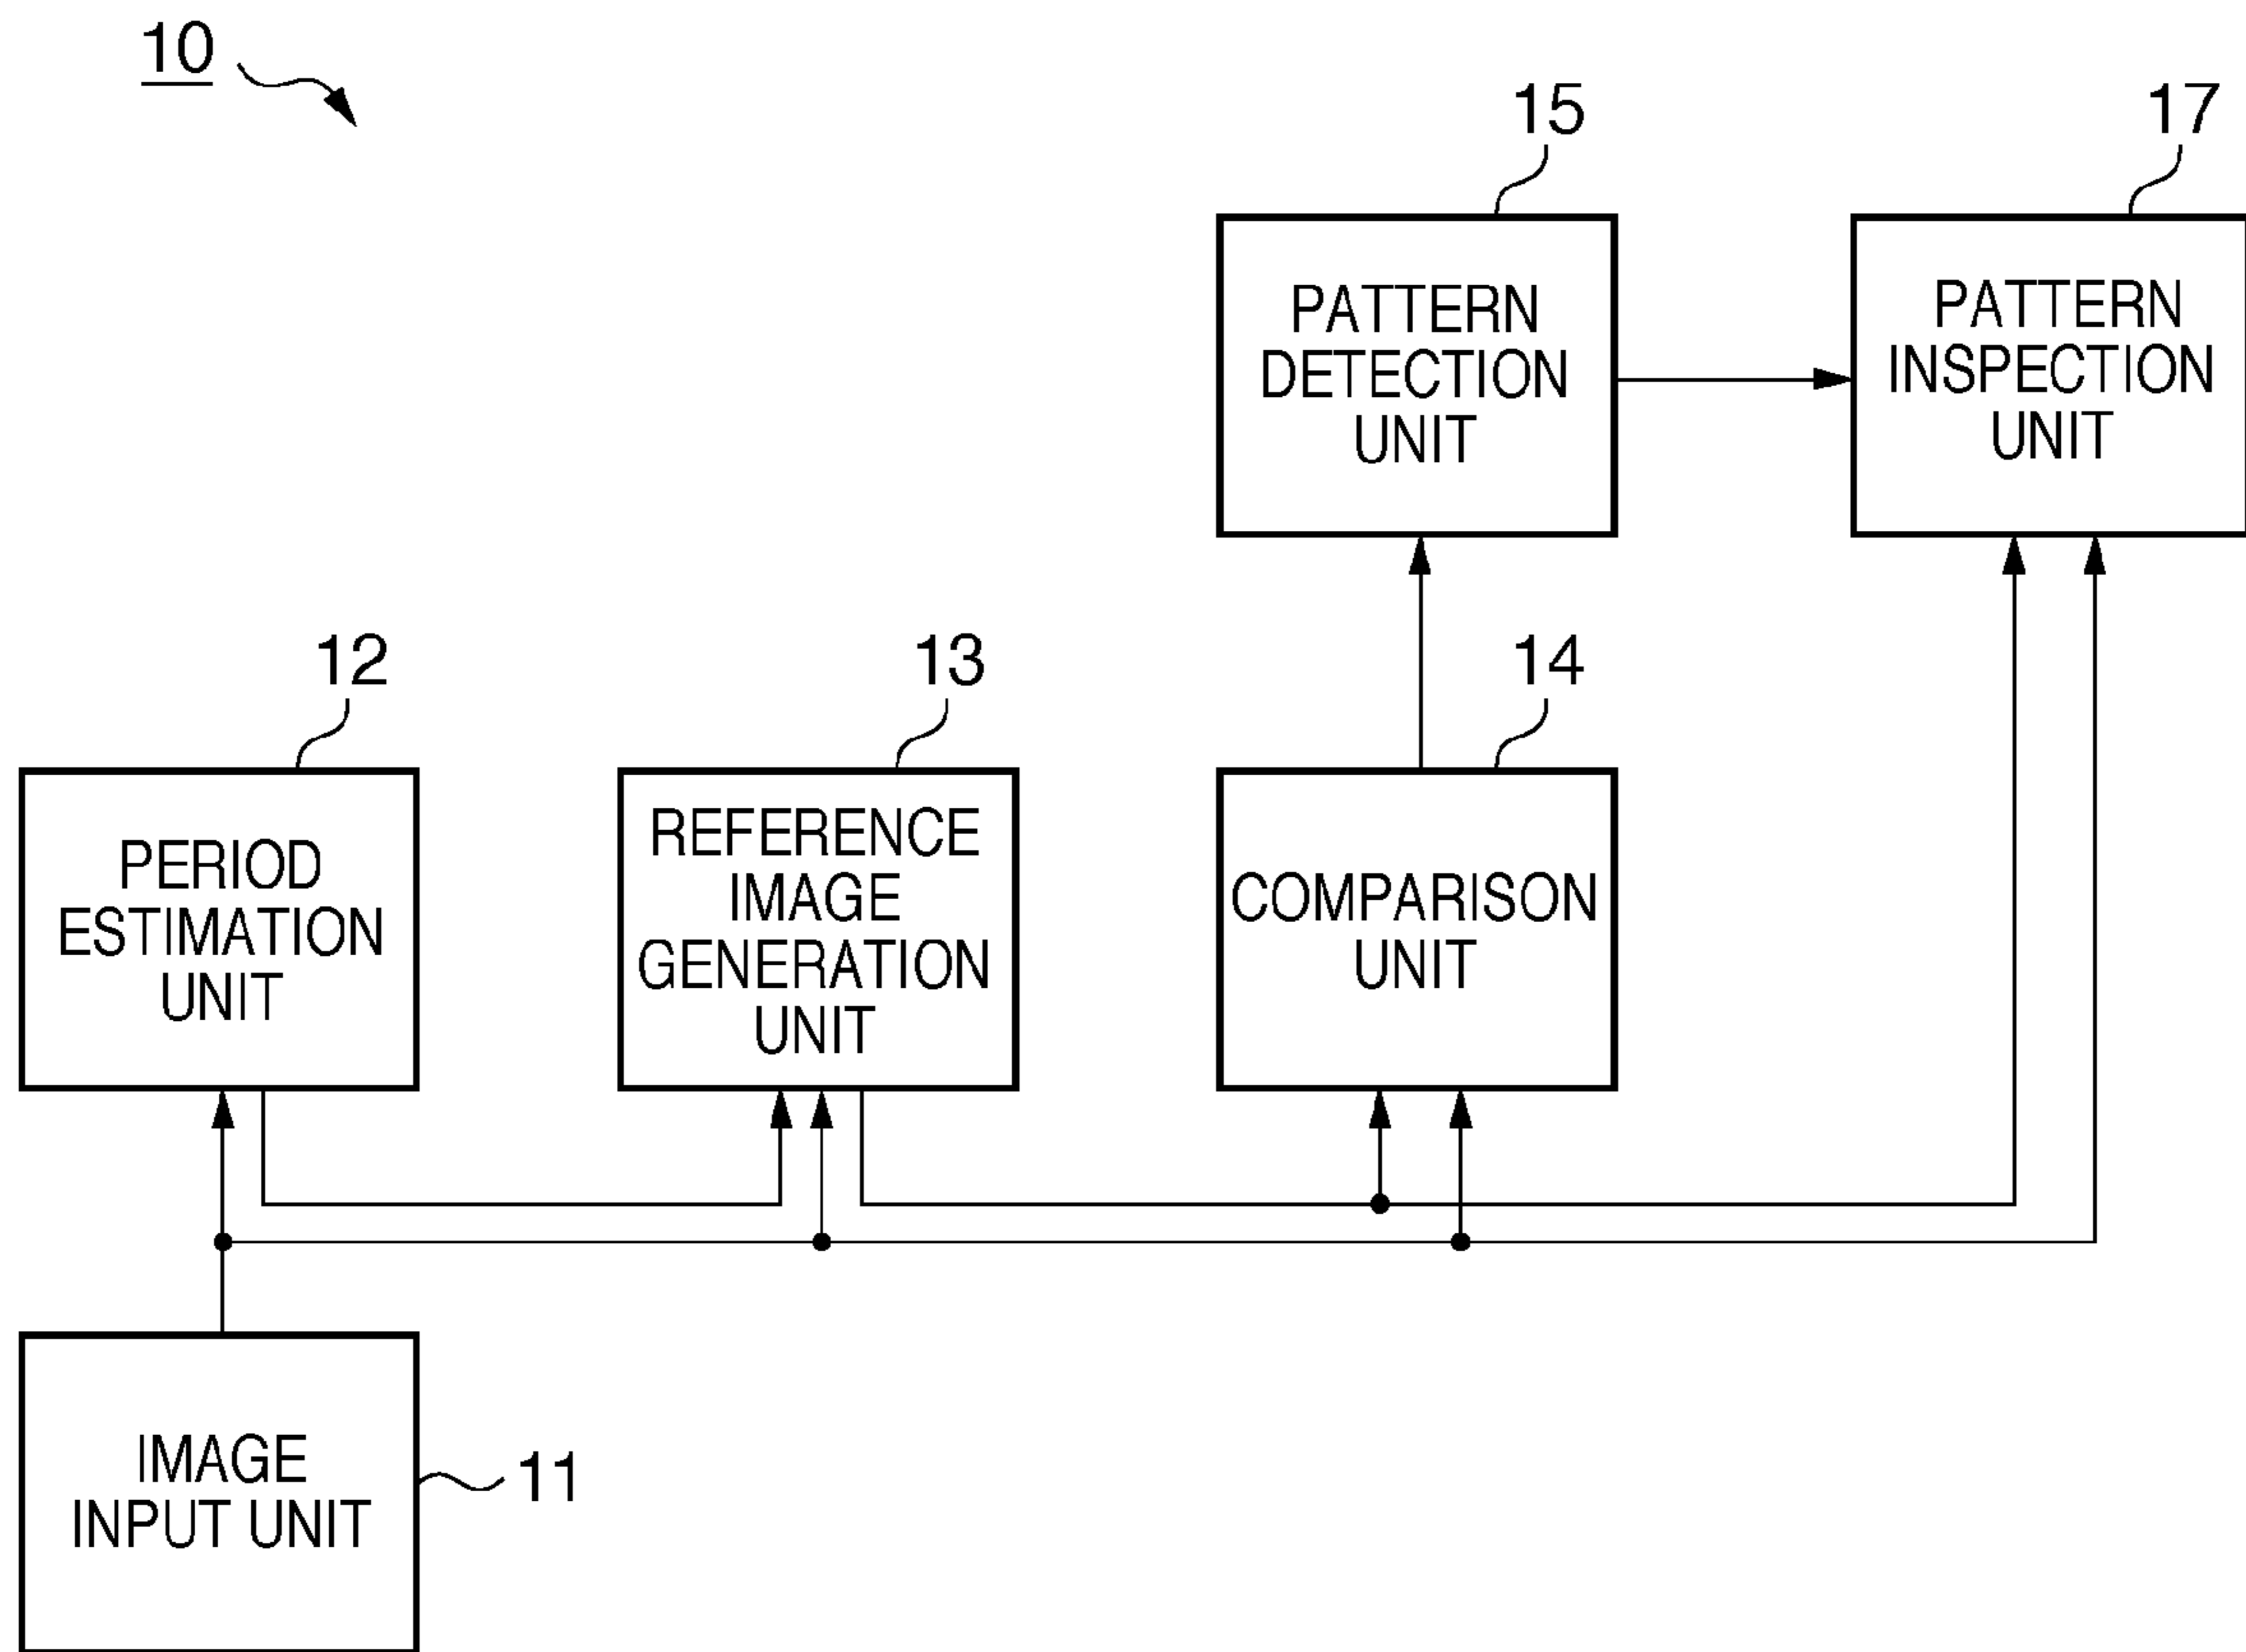 10
15
PATTERN
DETECTION
UNIT
17
PATTERN
INSPECTION
UNIT
12
PERIOD
ESTIMATION
UNIT
13
REFERENCE
IMAGE
GENERATION
UNIT
14
COMPARISON
UNIT
IMAGE
INPUT UNIT
11